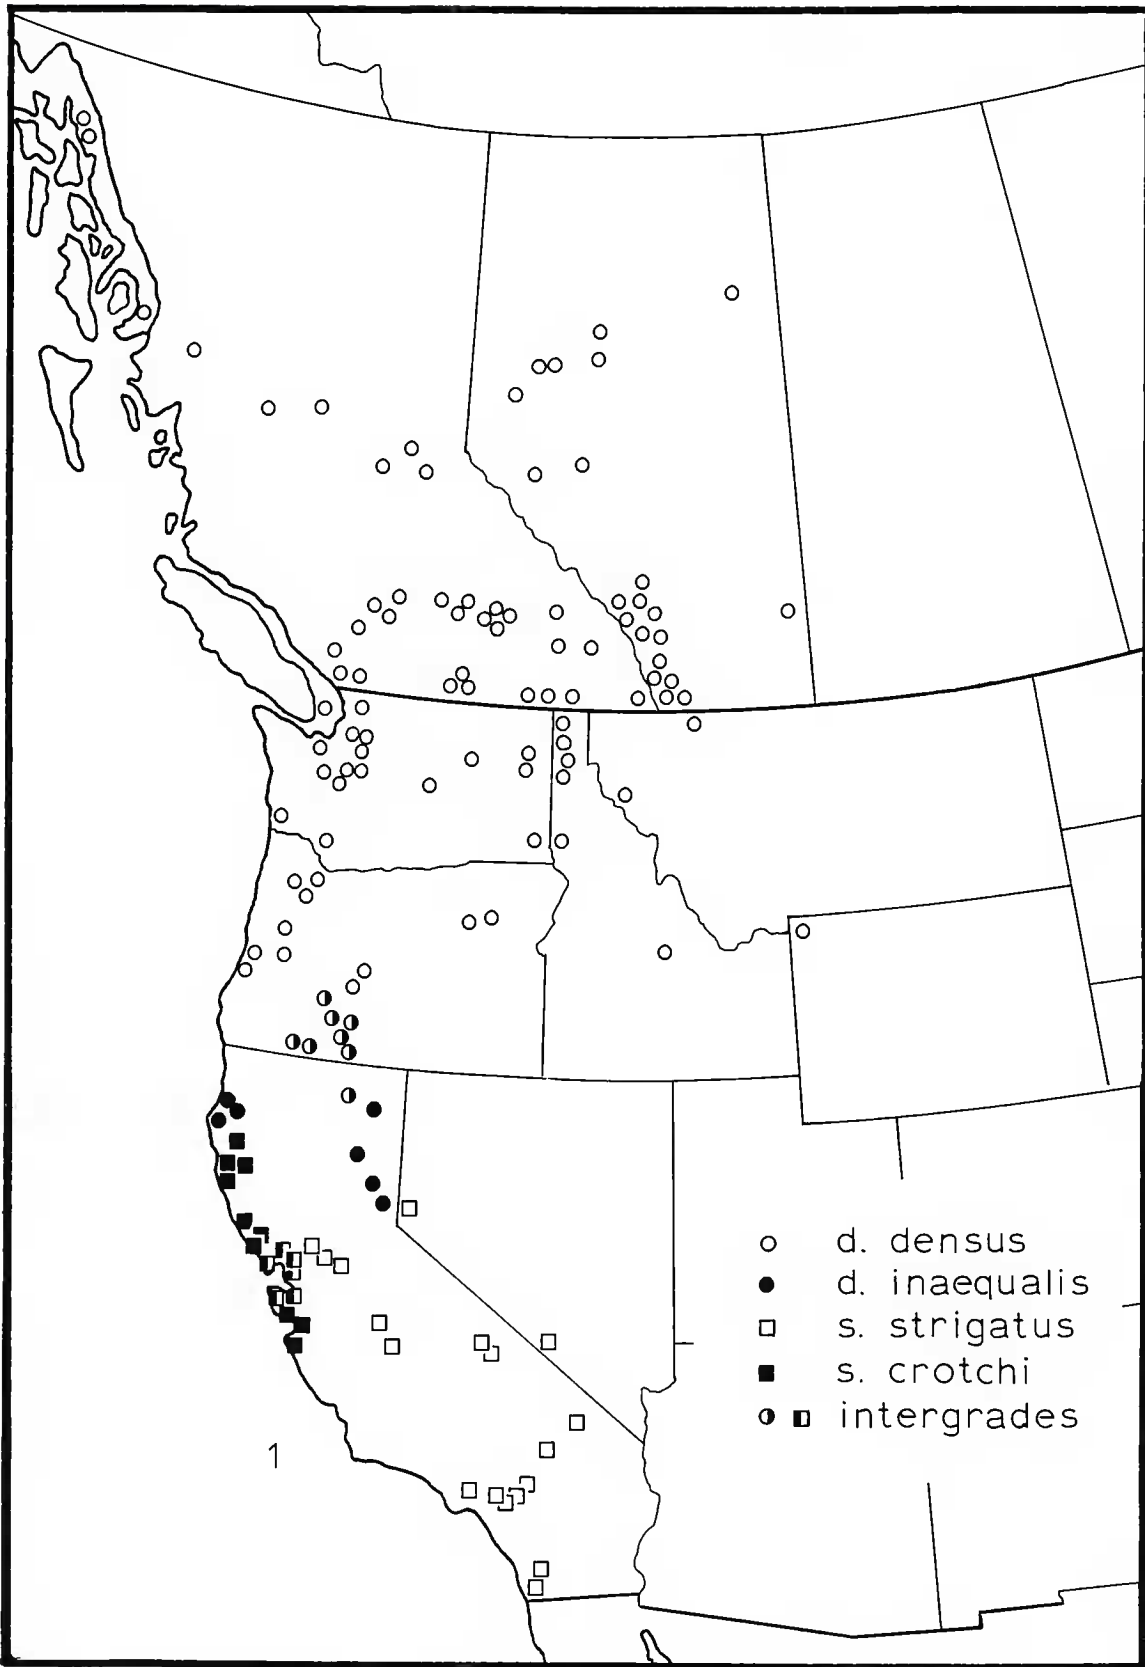 d. densus
d. inaequalis
s. strigatus
s. crotchi
intergrades
1